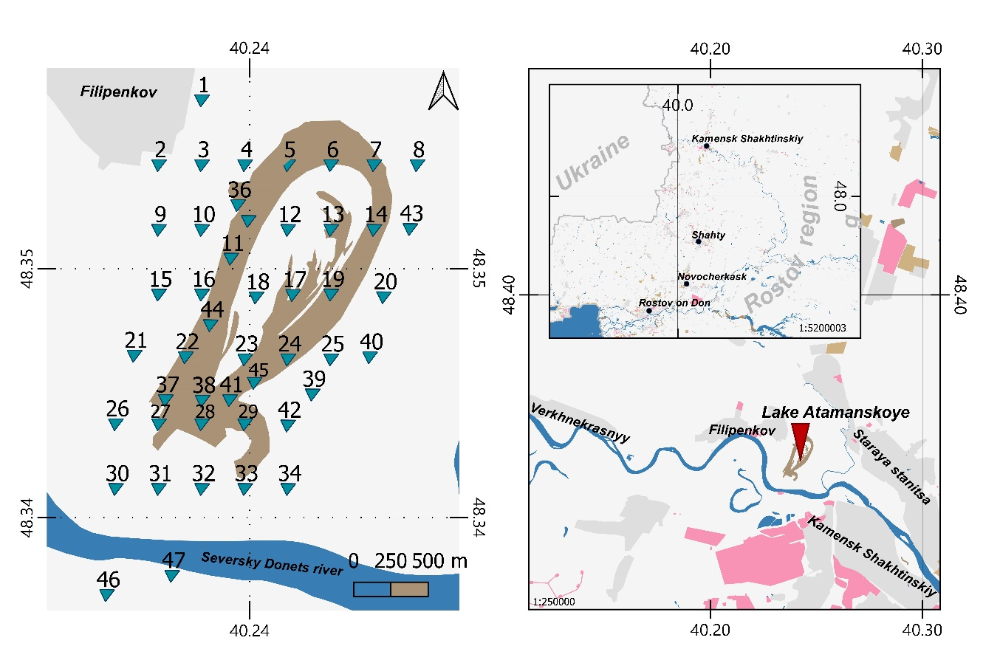 40.24
Filipenkov
1
2 3 4 5 6 7 8
36
9 10 12 13 14 43
11
48.35
48.35
15 16 18 17 19 20
44
21 22 23 24 25 40
45
37 38 41 39
26 27 28 29 42
30 31 32 33 34
48.34
48.34
47
Seversky Donets river
0 250 500 m
46
40.24
40.20
40.30
40.0
Kamensk Shakhtinskiy
Ukraine
48.0
Rostov region
g
Shahty
Novocherkask
Rostov on Don
1:5200003
48.40
48.40
Verkhnekrasnyy
Filipenkov
Lake Atamanskoye
Staraya stanitsa
Kamensk Shakhtinskiy
1:250000
40.20
40.30